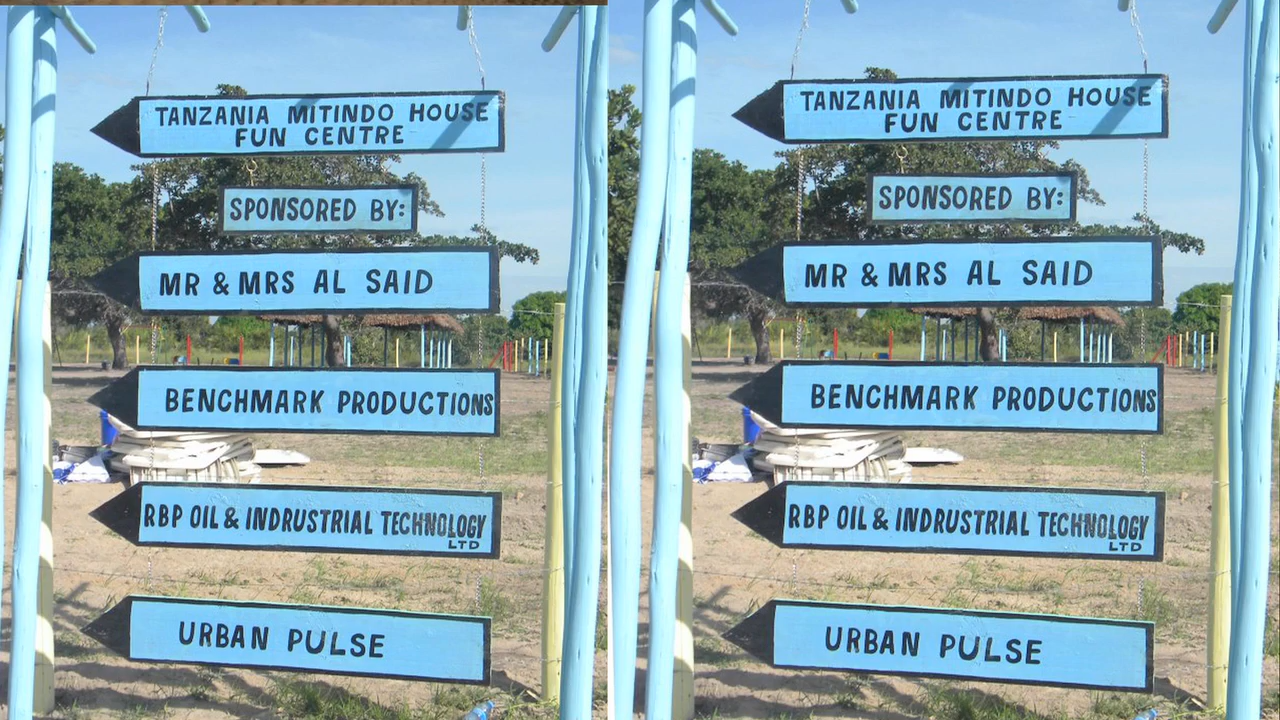 TANZANIA MITINDO HOUSE
FUN CENTRE
SPONSORED BY:
MR & MRS AL SAID
BENCHMARK PRODUCTIONS
RBP OIL & INDRUSTRIAL TECHNOLOGY
LTD
URBAN PULSE
TANZANIA MITINDO HOUSE
FUN CENTRE
SPONSORED BY:
MR & MRS AL SAID
BENCHMARK PRODUCTIONS
RBP OIL & INDRUSTRIAL TECHNOLOGY
LTD
URBAN PULSE